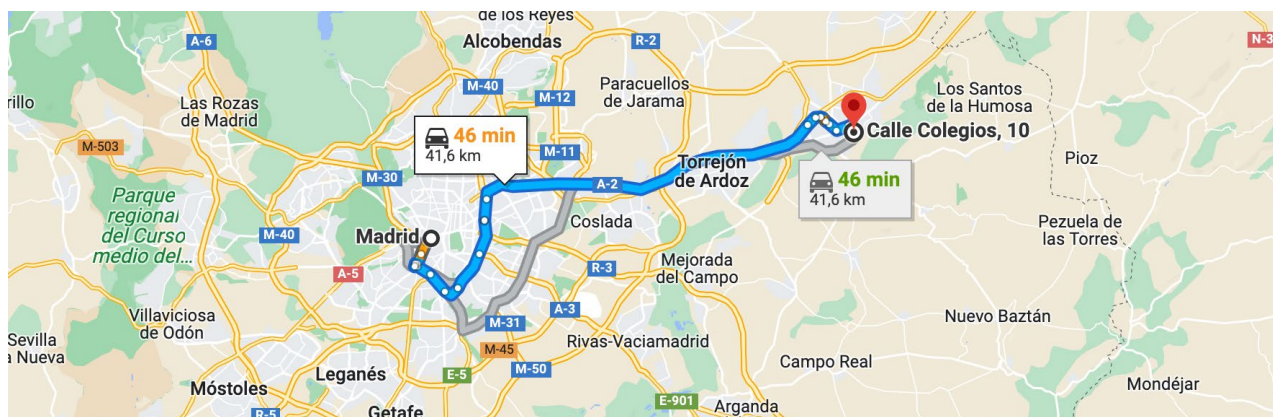 de los Reyes
A-6
Alcobendas
R-2
N-3
rillo
Las Rozas
de Madrid
M-40
M-12
Paracuellos
de Jarama
Los Santos
de la Humosa
46 min
41,6 km
M-503
M-30
M-11
Calle Colegios, 10
Torrejón
de Ardoz
Pioz
A-2
46 min
41,6 km
Parque
regional
del Curso
medio del...
Coslada
Pezuela de
las Torres
M-40
Madrid
A-5
R-3
Mejorada
del Campo
Villaviciosa
de Odón
A-3
M-31
Nuevo Baztán
Sevilla
a Nueva
Rivas-Vaciamadrid
M-45
M-50
Campo Real
Leganés
E-5
Móstoles
Mondéjar
E-901
Arganda
R-5
Getafe